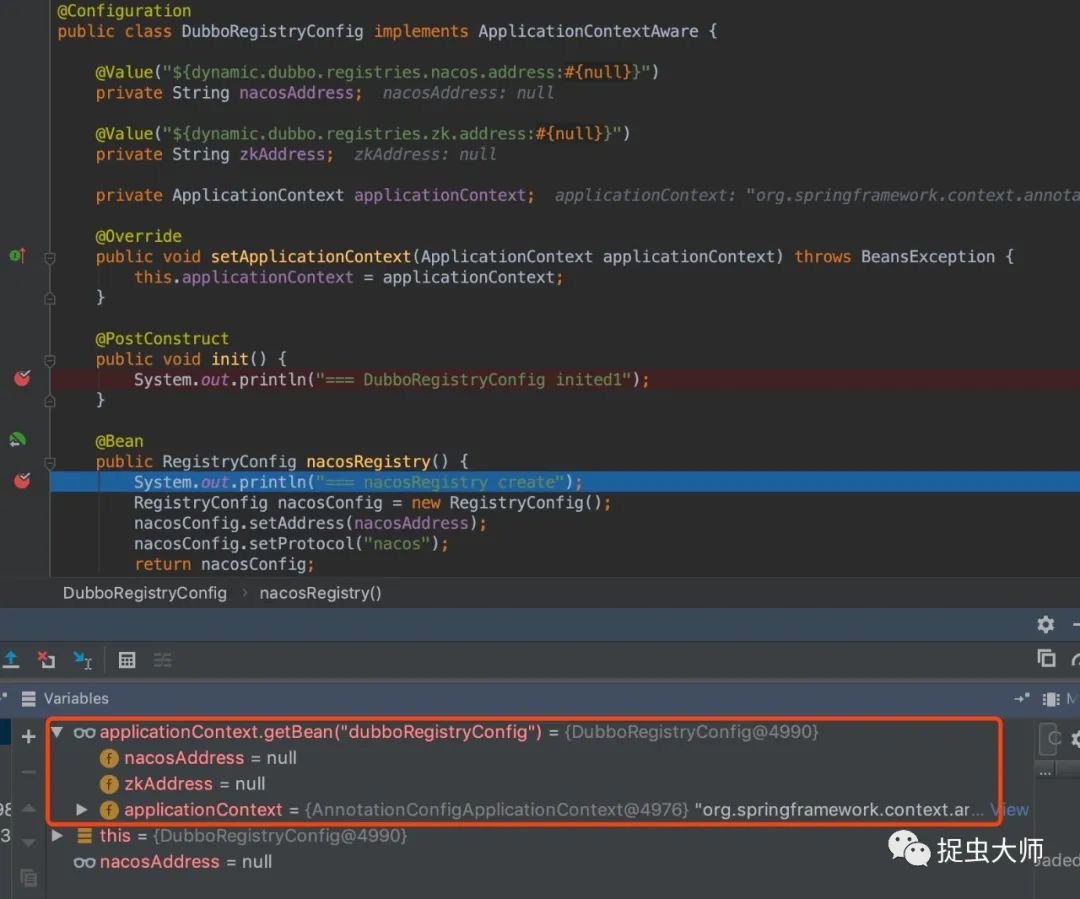 @Configuration
public class DubboRegistryConfig implements ApplicationContextAware {
@Value("${dynamic.dubbo.registries.nacos.address:#{null}}")
private String nacosAddress; nacosAddress: null
@Value("${dynamic.dubbo.registries.zk.address:#{null}}")
private String zkAddress; zkAddress: null
private ApplicationContext applicationContext; applicationContext: "org.springframework.context.annota
@Override
public void setApplicationContext(ApplicationContext applicationContext) throws BeansException {
this.applicationContext = applicationContext;
}
@PostConstruct
public void init() {
System.out.println("=== DubboRegistryConfig inited1");
}
@Bean
public RegistryConfig nacosRegistry() {
System.out.println("=== nacosRegistry create");
RegistryConfig nacosConfig = new RegistryConfig();
nacosConfig.setAddress(nacosAddress);
nacosConfig.setProtocol("nacos");
return nacosConfig;
DubboRegistryConfig › nacosRegistry()
Variables
applicationContext.getBean("dubboRegistryConfig") = {DubboRegistryConfig@4990}
nacosAddress = null
zkAddress = null
applicationContext = {AnnotationConfigApplicationContext@4976} "org.springframework.context.ar... View
this = {DubboRegistryConfig@4990}
nacosAddress = null
捉虫大师